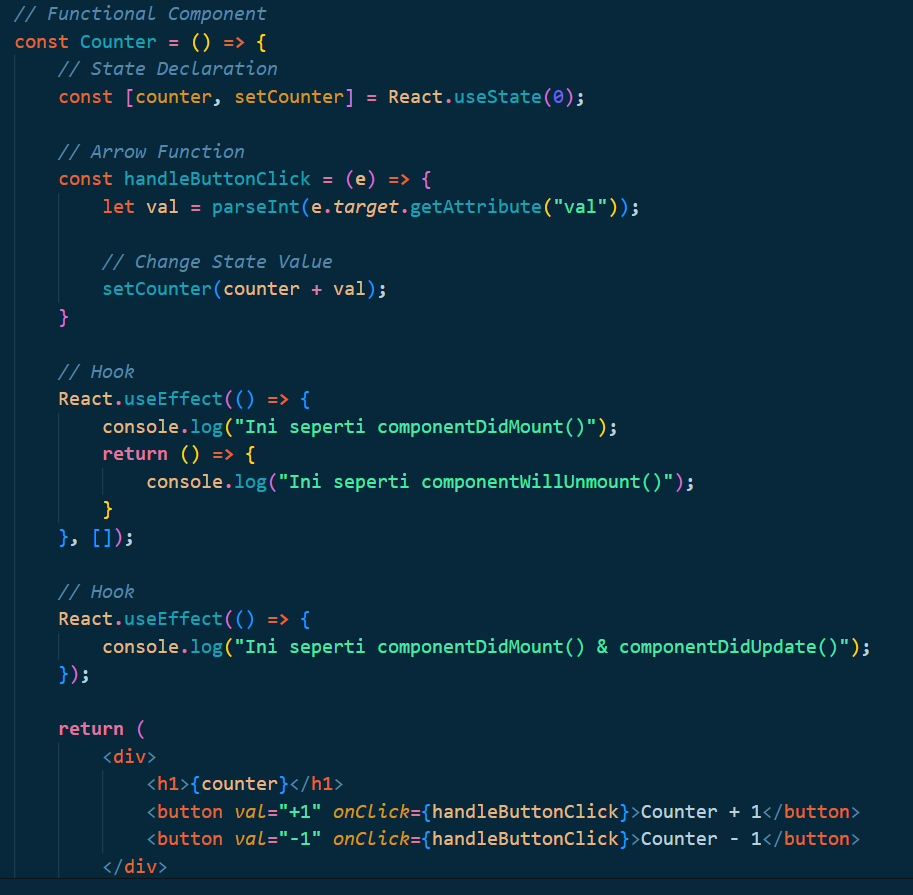 // Functional Component
const Counter = () => {
    // State Declaration
    const [counter, setCounter] = React.useState(0);

    // Arrow Function
    const handleButtonClick = (e) => {
        let val = parseInt(e.target.getAttribute("val"));

        // Change State Value
        setCounter(counter + val);
    }

    // Hook
    React.useEffect(() => {
        console.log("Ini seperti componentDidMount()");
        return () => {
            console.log("Ini seperti componentWillUnmount()");
        }
    }, []);

    // Hook
    React.useEffect(() => {
        console.log("Ini seperti componentDidMount() & componentDidUpdate()");
    });

    return (
        <div>
            <h1>{counter}</h1>
            <button val="+1" onClick={handleButtonClick}>Counter + 1</button>
            <button val="-1" onClick={handleButtonClick}>Counter - 1</button>
        </div>